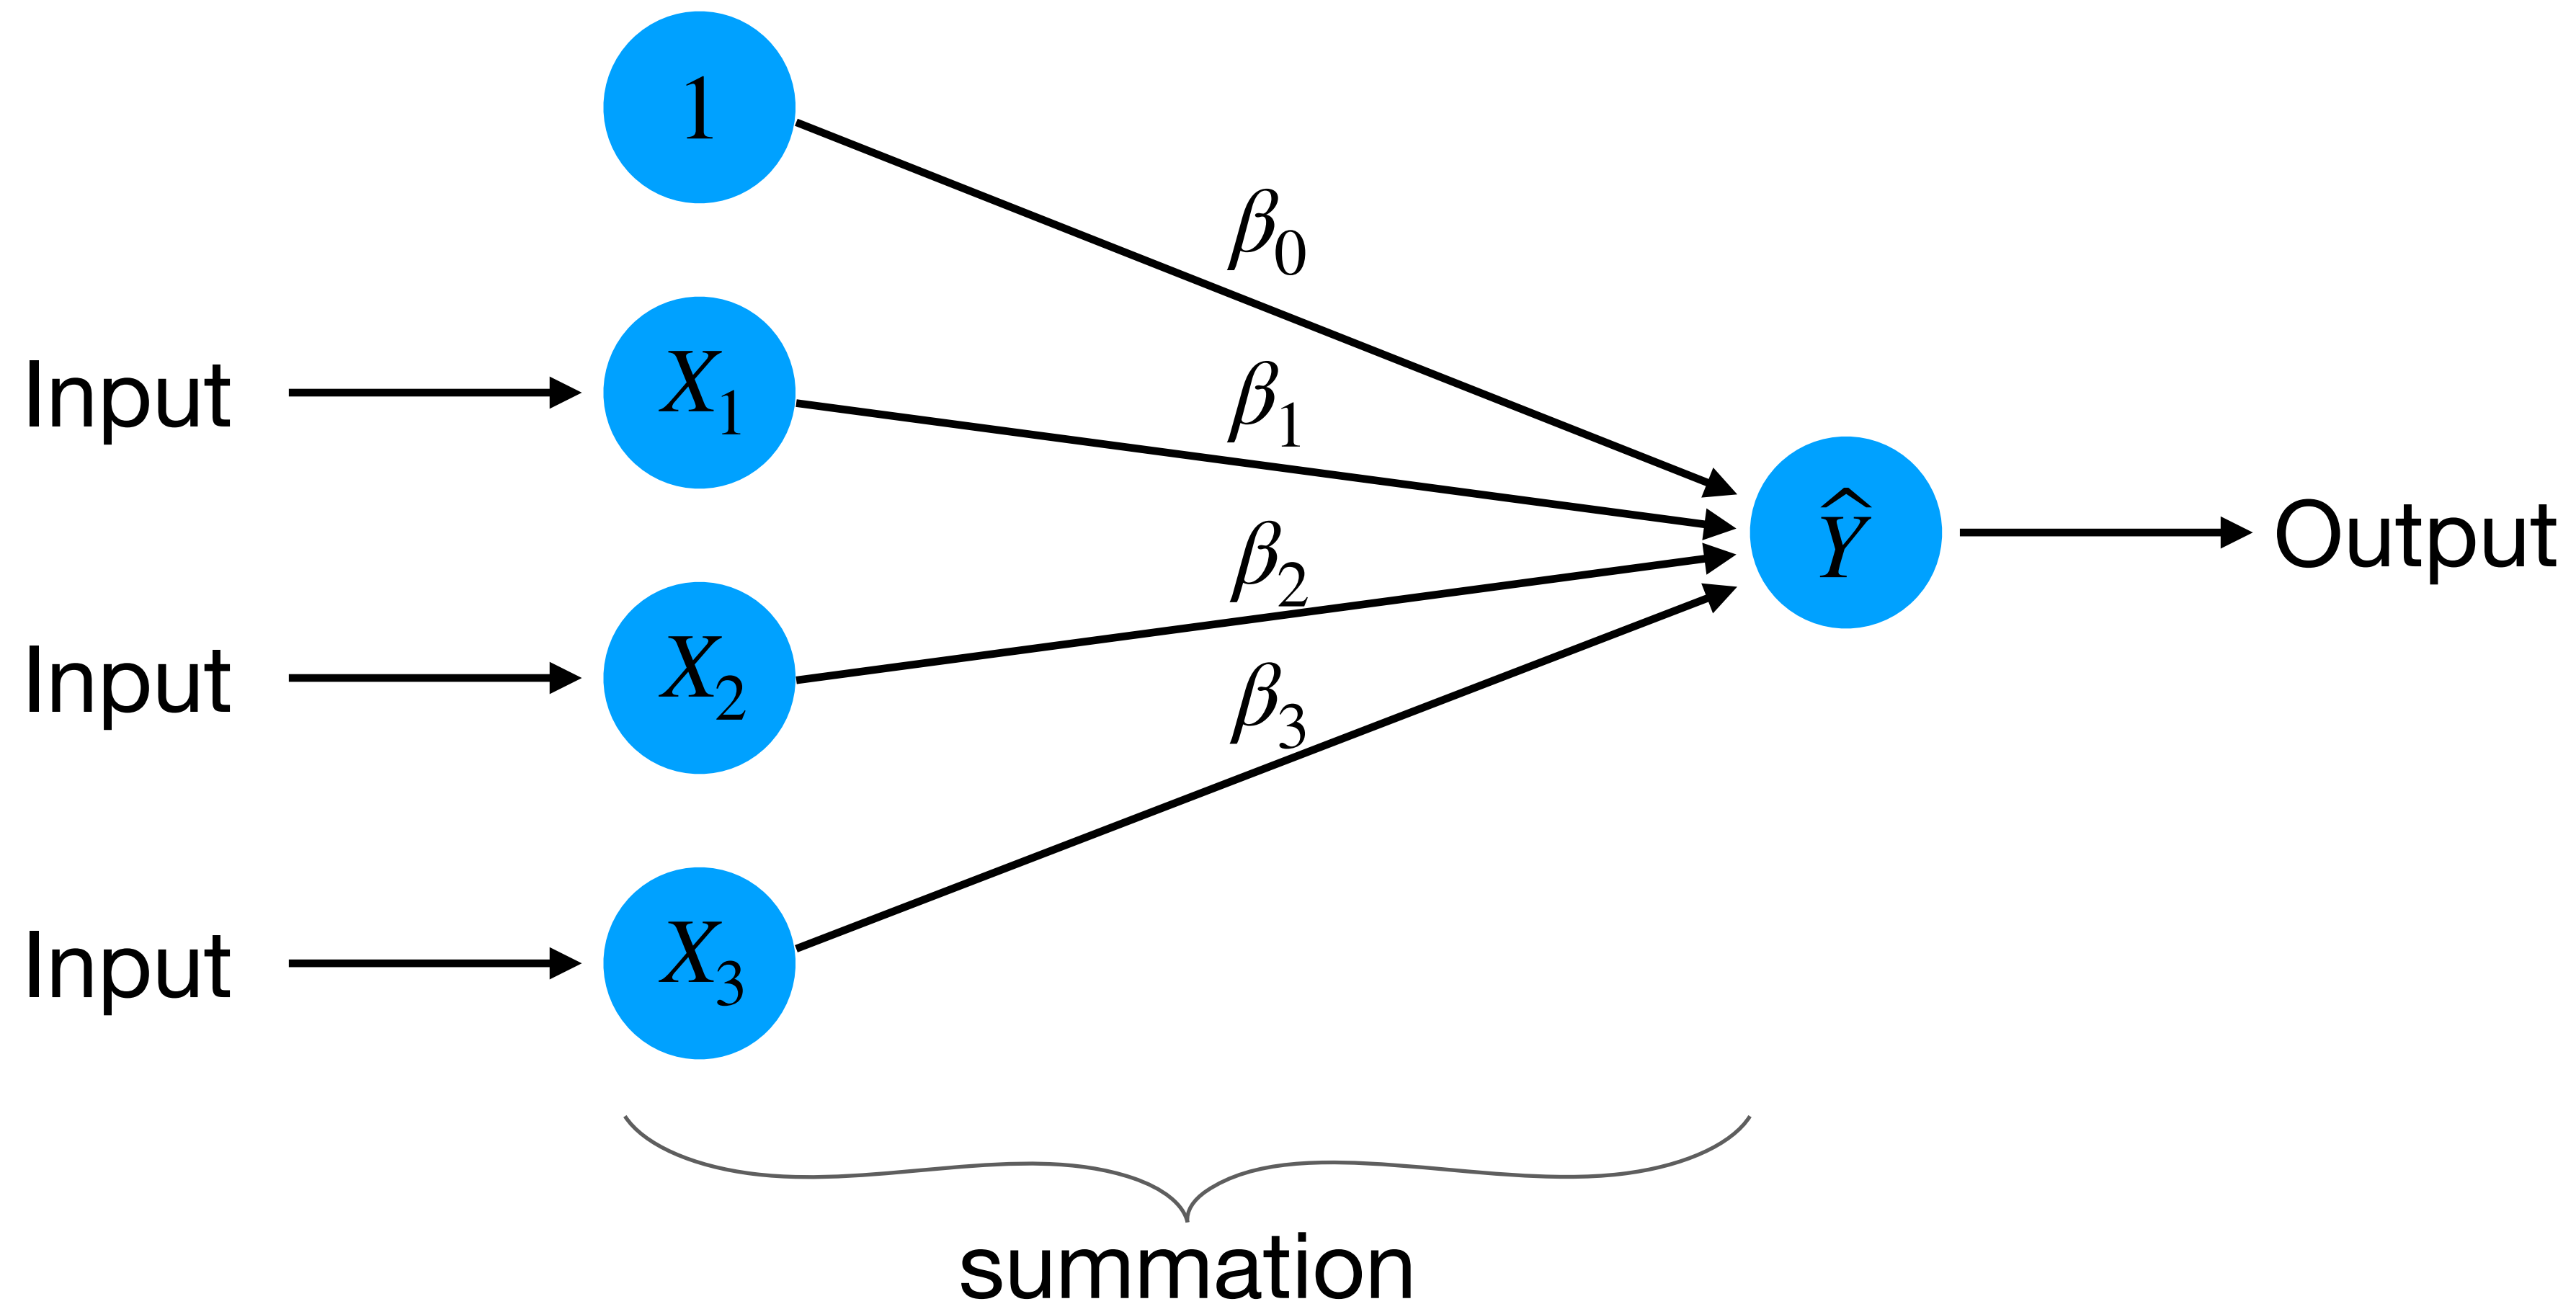 1
β₀
Input
X₁
β₁
Ŷ
Output
β₂
Input
X₂
β₃
Input
X₃
summation